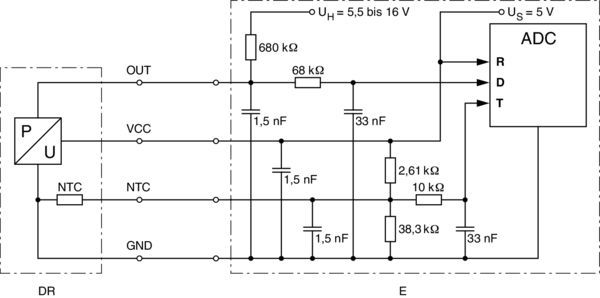 U_H = 5,5 bis 16 V
U_S = 5 V
ADC
680 kΩ
OUT
68 kΩ
R
D
T
1,5 nF
33 nF
P
U
VCC
1,5 nF
2,61 kΩ
NTC
NTC
10 kΩ
1,5 nF
38,3 kΩ
33 nF
GND
DR
E